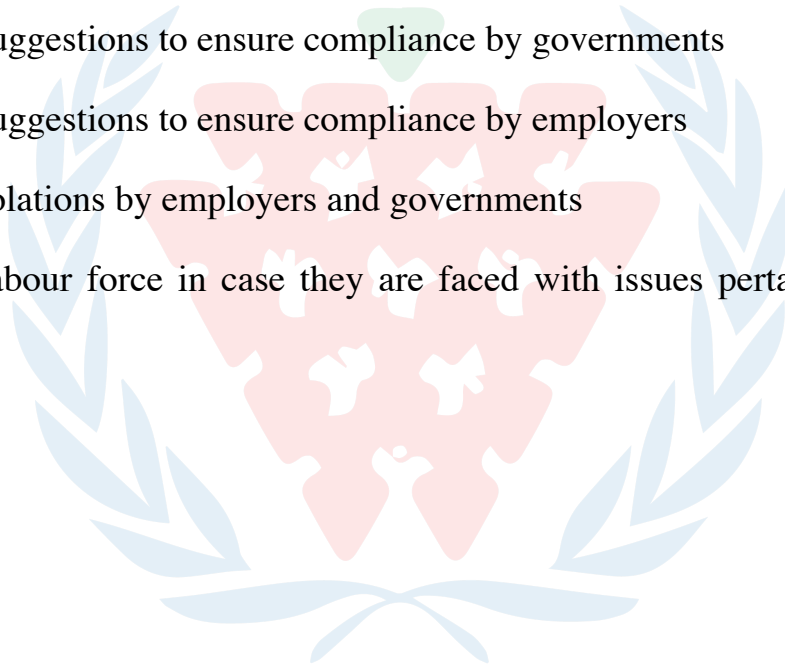 uggestions to ensure compliance by governments
uggestions to ensure compliance by employers
olations by employers and governments
abour force in case they are faced with issues perta